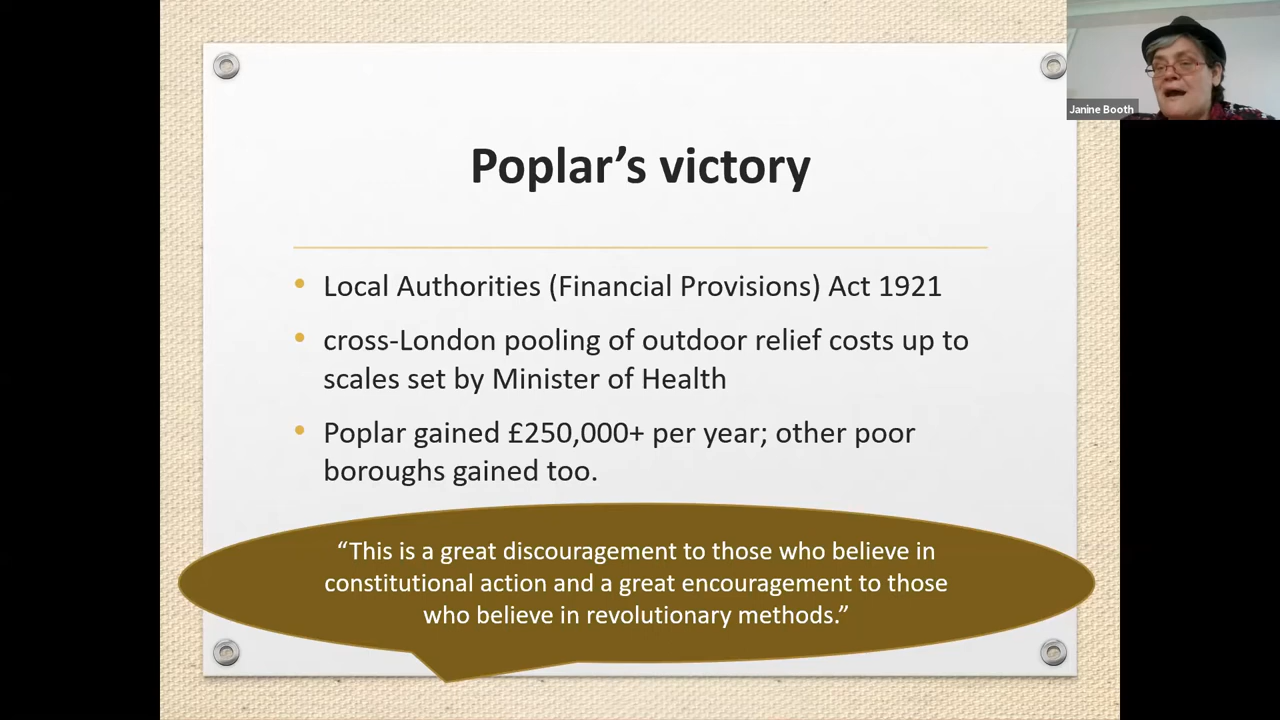 Janine Booth
Poplar’s victory
Local Authorities (Financial Provisions) Act 1921
cross-London pooling of outdoor relief costs up to
scales set by Minister of Health
Poplar gained £250,000+ per year; other poor
boroughs gained too.
“This is a great discouragement to those who believe in
constitutional action and a great encouragement to those
who believe in revolutionary methods.”